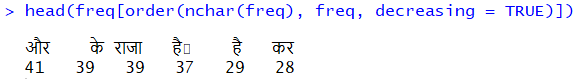 > head(freq[order(nchar(freq), freq, decreasing = TRUE)])
और के राजा है▯ है कर
41 39 39 37 29 28